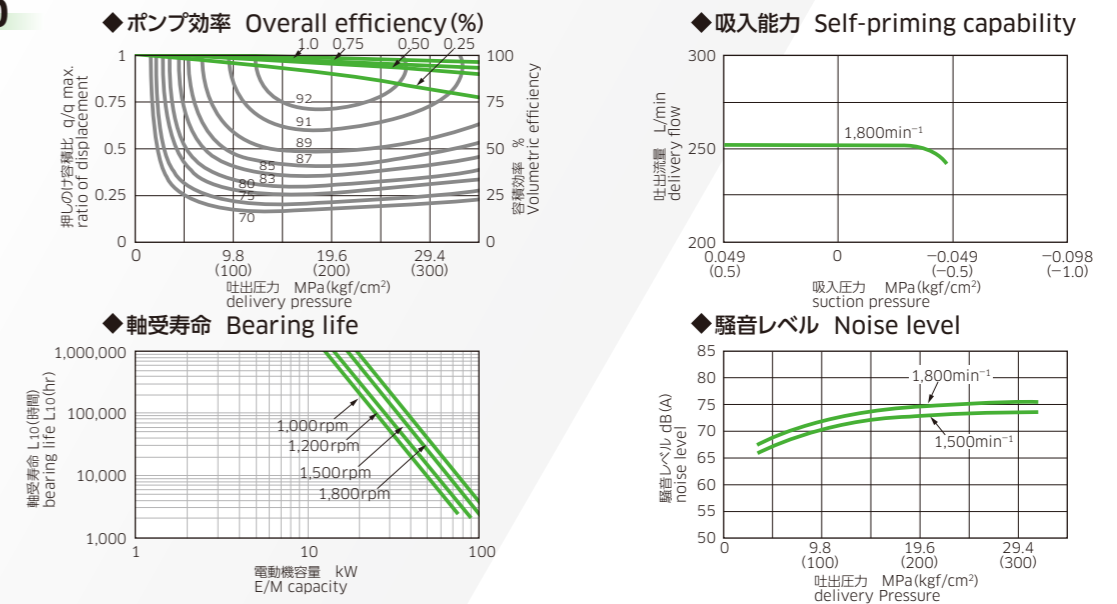 ◆ポンプ効率 Overall efficiency(%)
1.0 0.75 0.50 0.25
押しのけ容積比 q/q max.
ratio of displacement
1
0.75
0.5
0.25
0
92
91
89
87
85
83
80
75
70
100
75
50
25
0
容積効率 %
Volumetric efficiency
0 9.8 19.6 29.4
(100) (200) (300)
吐出圧力 MPa(kgf/cm²)
delivery pressure
◆吸入能力 Self-priming capability
吐出流量 L/min
delivery flow
300
250
200
1,800min⁻¹
0.049 0 −0.049 −0.098
(0.5) (−0.5) (−1.0)
吸入圧力 MPa(kgf/cm²)
suction pressure
◆軸受寿命 Bearing life
軸受寿命 L10(時間)
bearing life L10(hr)
1,000,000
100,000
10,000
1,000
1,000rpm
1,200rpm
1,500rpm
1,800rpm
1 10 100
電動機容量 kW
E/M capacity
◆騒音レベル Noise level
騒音レベル dB(A)
noise level
85
80
75
70
65
60
55
50
1,800min⁻¹
1,500min⁻¹
0 9.8 19.6 29.4
(100) (200) (300)
吐出圧力 MPa(kgf/cm²)
delivery Pressure